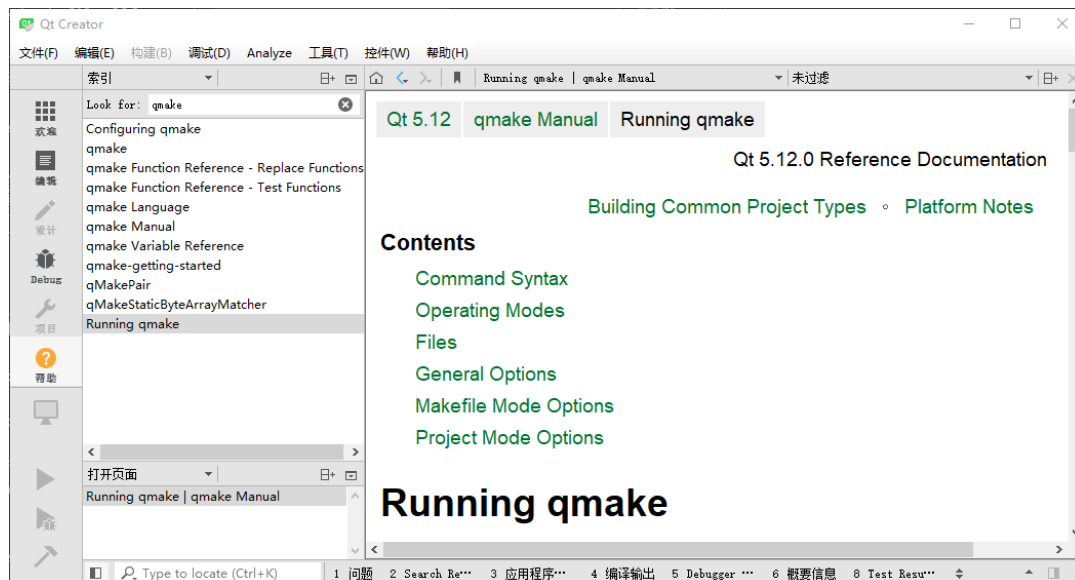 Qt Creator
文件(F) 编辑(E) 构建(B) 调试(D) Analyze 工具(T) 控件(W) 帮助(H)
索引
Running qmake | qmake Manual
未过滤
Look for: qmake
Configuring qmake
qmake
qmake Function Reference - Replace Functions
qmake Function Reference - Test Functions
qmake Language
qmake Manual
qmake Variable Reference
qmake-getting-started
qMakePair
qMakeStaticByteArrayMatcher
Running qmake
欢迎
编辑
设计
Debug
项目
帮助
打开页面
Running qmake | qmake Manual
Qt 5.12 qmake Manual Running qmake
Qt 5.12.0 Reference Documentation
Building Common Project Types ◦ Platform Notes
Contents
Command Syntax
Operating Modes
Files
General Options
Makefile Mode Options
Project Mode Options
Running qmake
Type to locate (Ctrl+K) 1 问题 2 Search Re… 3 应用程序… 4 编译输出 5 Debugger … 6 概要信息 8 Test Resu…